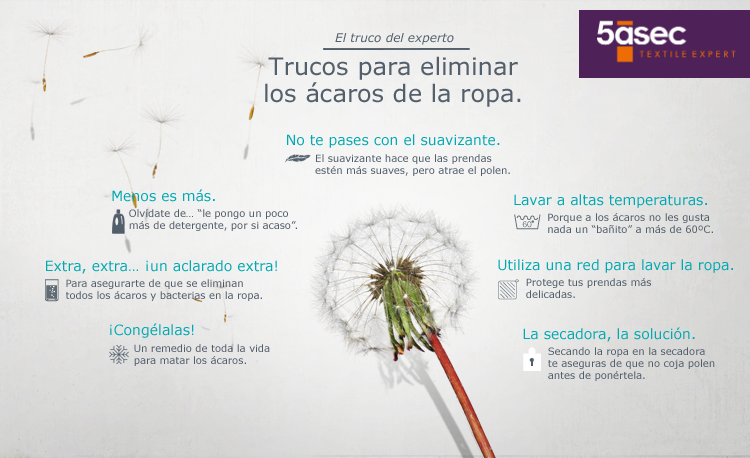 El truco del experto
5àsec
TEXTILE EXPERT
Trucos para eliminar
los ácaros de la ropa.
No te pases con el suavizante.
El suavizante hace que las prendas
estén más suaves, pero atrae el polen.
Menos es más.
Olvídate de... “le pongo un poco
más de detergente, por si acaso”.
Extra, extra... ¡un aclarado extra!
Para asegurarte de que se eliminan
todos los ácaros y bacterias en la ropa.
¡Congélalas!
Un remedio de toda la vida
para matar los ácaros.
Lavar a altas temperaturas.
60°
Porque a los ácaros no les gusta
nada un “bañito” a más de 60ºC.
Utiliza una red para lavar la ropa.
Protege tus prendas más
delicadas.
La secadora, la solución.
Secando la ropa en la secadora
te aseguras de que no coja polen
antes de ponértela.